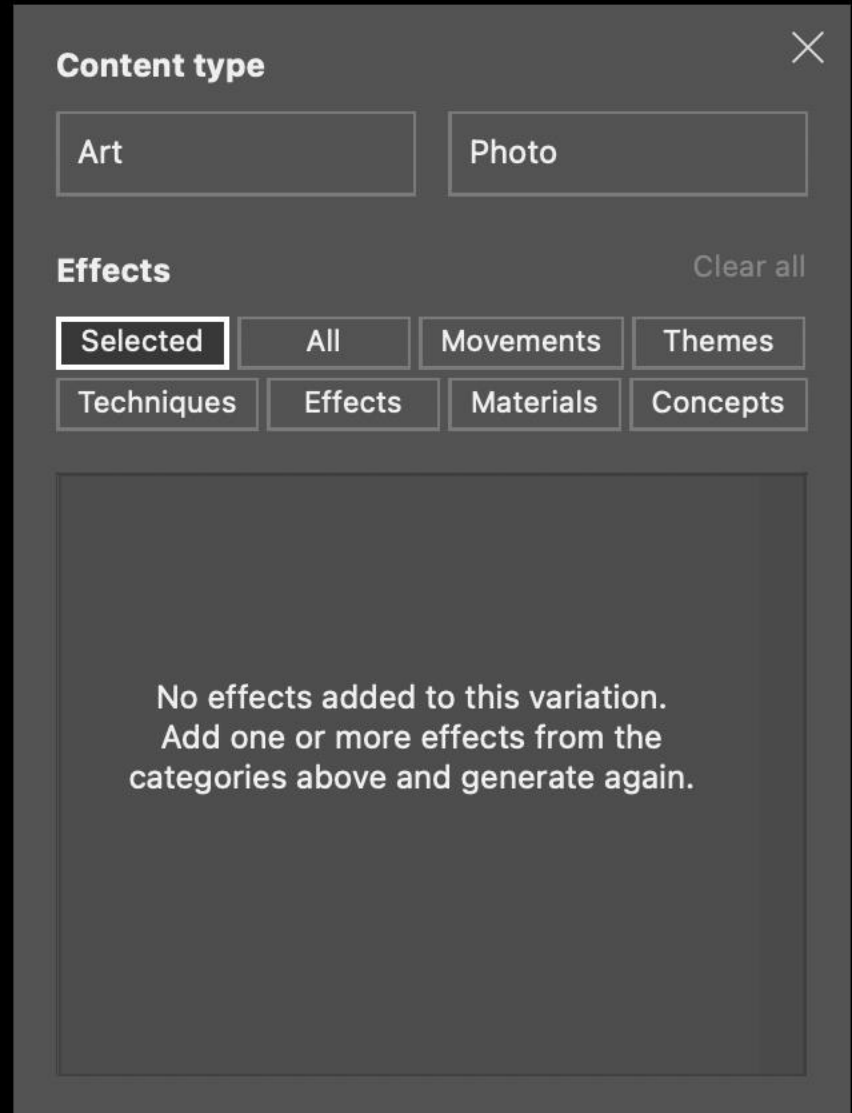 Content type
Art Photo
Effects Clear all
Selected All Movements Themes
Techniques Effects Materials Concepts
No effects added to this variation.
Add one or more effects from the
categories above and generate again.